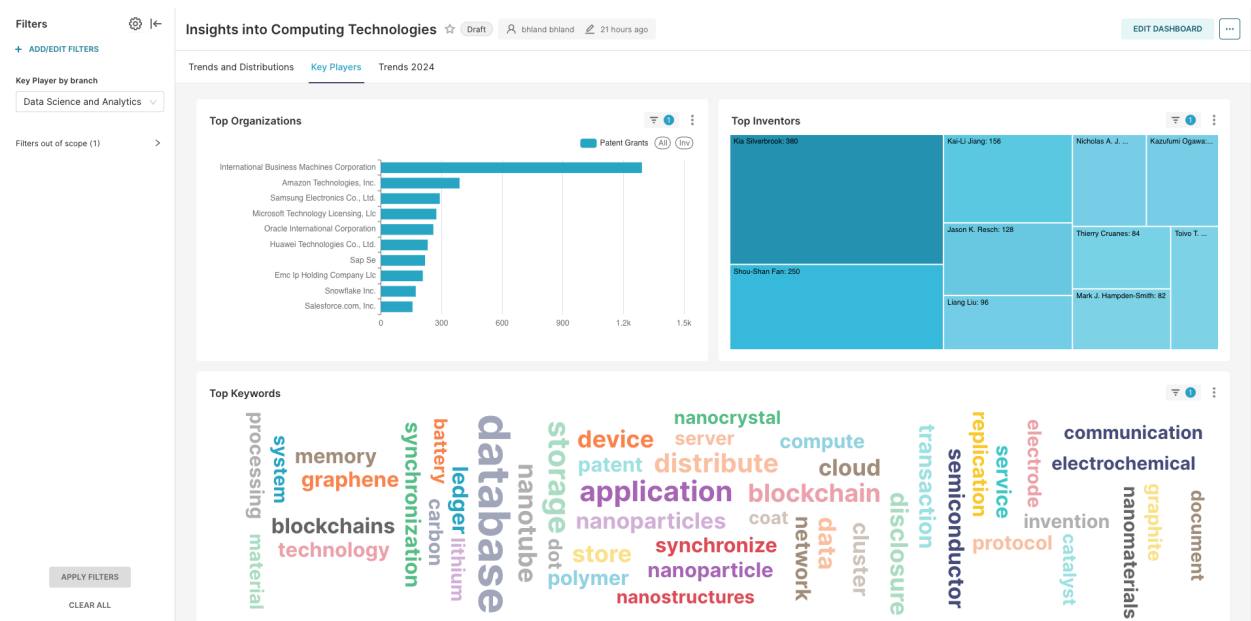 Filters
+ ADD/EDIT FILTERS
Key Player by branch
Data Science and Analytics
Filters out of scope (1)
APPLY FILTERS
CLEAR ALL
Insights into Computing Technologies
Draft
bhland bhland
21 hours ago
EDIT DASHBOARD
...
Trends and Distributions
Key Players
Trends 2024
Top Organizations
1
Patent Grants
All
Inv
International Business Machines Corporation
Amazon Technologies, Inc.
Samsung Electronics Co., Ltd.
Microsoft Technology Licensing, Llc
Oracle International Corporation
Huawei Technologies Co., Ltd.
Sap Se
Emc Ip Holding Company Llc
Snowflake Inc.
Salesforce.com, Inc.
0 300 600 900 1.2k 1.5k
Top Inventors
1
Kia Silverbrook: 380
Shou-Shan Fan: 250
Kai-Li Jiang: 156
Jason K. Resch: 128
Liang Liu: 96
Nicholas A. J. ...
Kazufumi Ogawa:...
Thierry Cruanes: 84
Mark J. Hampden-Smith: 82
Toivo T. ...
Top Keywords
1
processing
system
memory
graphene
blockchains
technology
material
synchronization
battery
ledger
carbon
lithium
database
nanotube
storage
dot
device
patent
nanocrystal
server
distribute
compute
cloud
application
blockchain
nanoparticles
coat
store
synchronize
polymer
nanoparticle
nanostructures
network
data
cluster
disclosure
transaction
semiconductor
replication
service
electrode
communication
electrochemical
invention
protocol
catalyst
nanomaterials
graphite
document